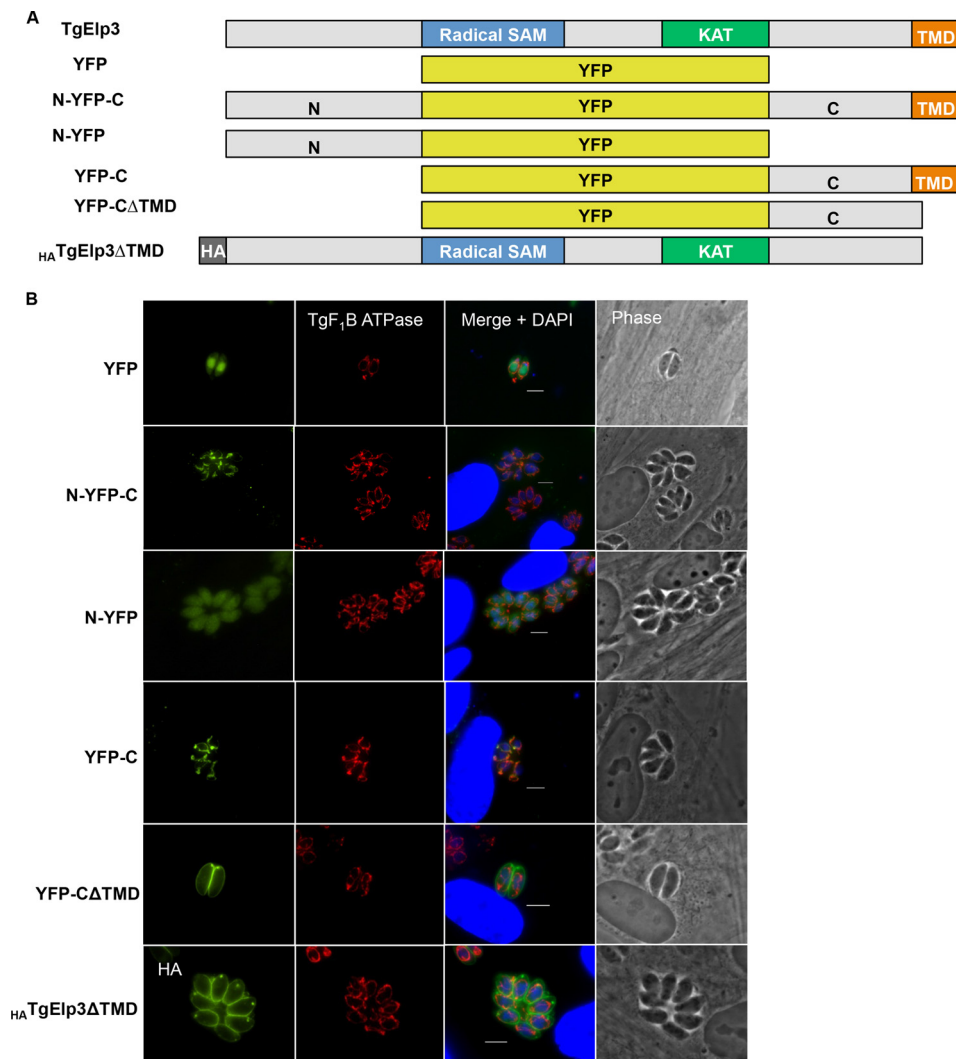 A
TgElp3 Radical SAM KAT TMD
YFP YFP
N-YFP-C N YFP C TMD
N-YFP N YFP
YFP-C YFP C TMD
YFP-CΔTMD YFP C
HATgElp3ΔTMD HA Radical SAM KAT
B
TgF1B ATPase Merge + DAPI Phase
YFP
N-YFP-C
N-YFP
YFP-C
YFP-CΔTMD
HA
HATgElp3ΔTMD